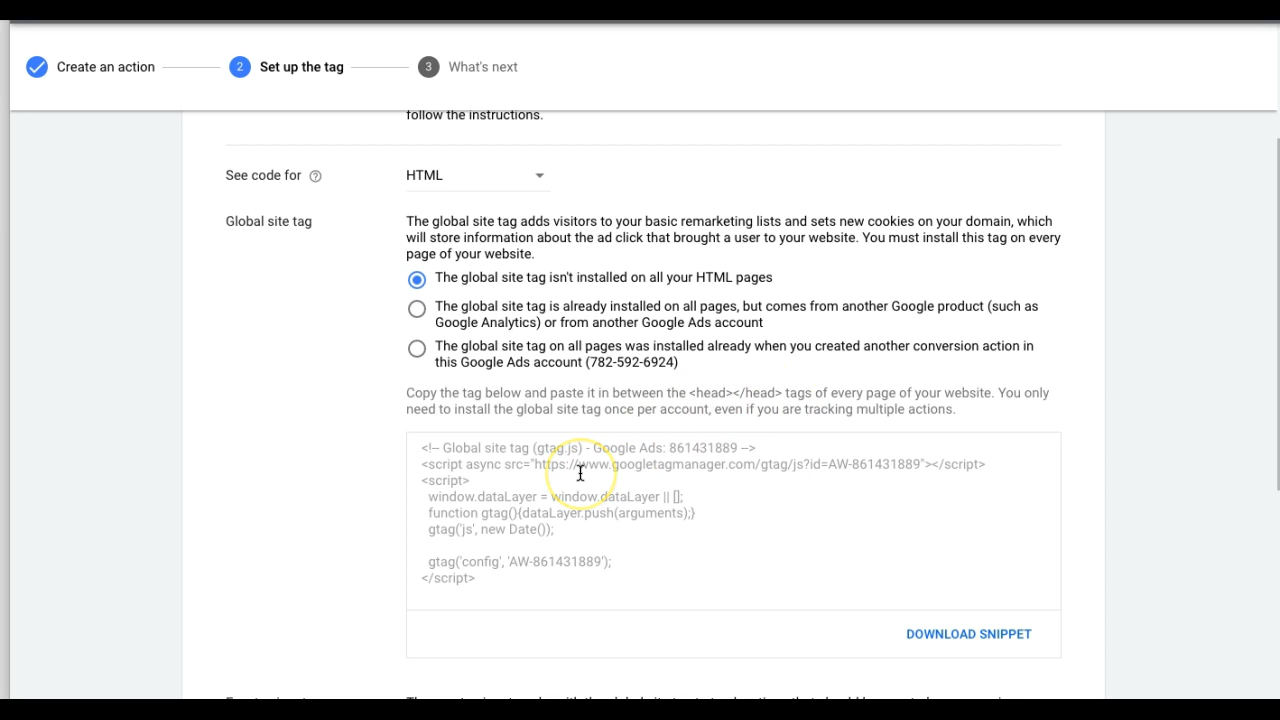 Create an action
2
Set up the tag
3
What's next
follow the instructions.
See code for
HTML
Global site tag
The global site tag adds visitors to your basic remarketing lists and sets new cookies on your domain, which
will store information about the ad click that brought a user to your website. You must install this tag on every
page of your website.
The global site tag isn't installed on all your HTML pages
The global site tag is already installed on all pages, but comes from another Google product (such as
Google Analytics) or from another Google Ads account
The global site tag on all pages was installed already when you created another conversion action in
this Google Ads account (782-592-6924)
Copy the tag below and paste it in between the <head></head> tags of every page of your website. You only
need to install the global site tag once per account, even if you are tracking multiple actions.
<!-- Global site tag (gtag.js) - Google Ads: 861431889 -->
<script async src="https://www.googletagmanager.com/gtag/js?id=AW-861431889"></script>
<script>
window.dataLayer = window.dataLayer || [];
function gtag(){dataLayer.push(arguments);}
gtag('js', new Date());
gtag('config', 'AW-861431889');
</script>
DOWNLOAD SNIPPET